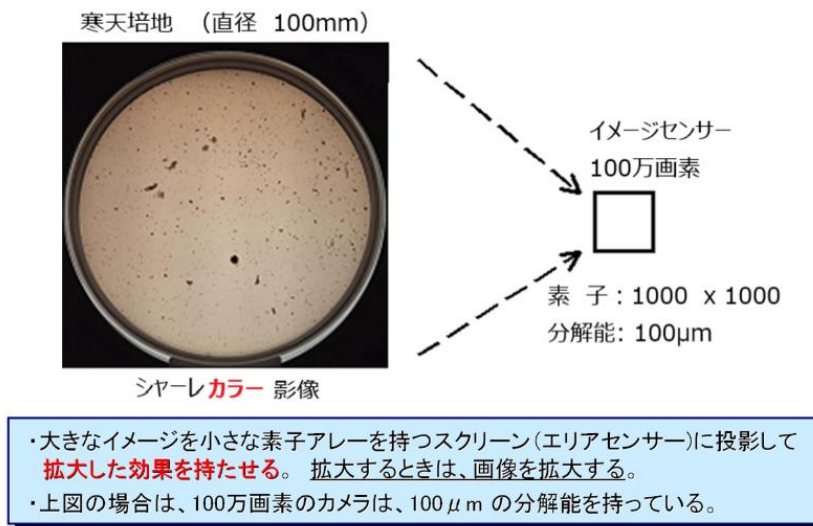 寒天培地 (直径 100mm)
イメージセンサー
100万画素
素 子 : 1000 x 1000
分解能: 100μm
シャーレカラー 影像
・大きなイメージを小さな素子アレーを持つスクリーン(エリアセンサー)に投影して
拡大した効果を持たせる。 拡大するときは、画像を拡大する。
・上図の場合は、100万画素のカメラは、100μm の分解能を持っている。